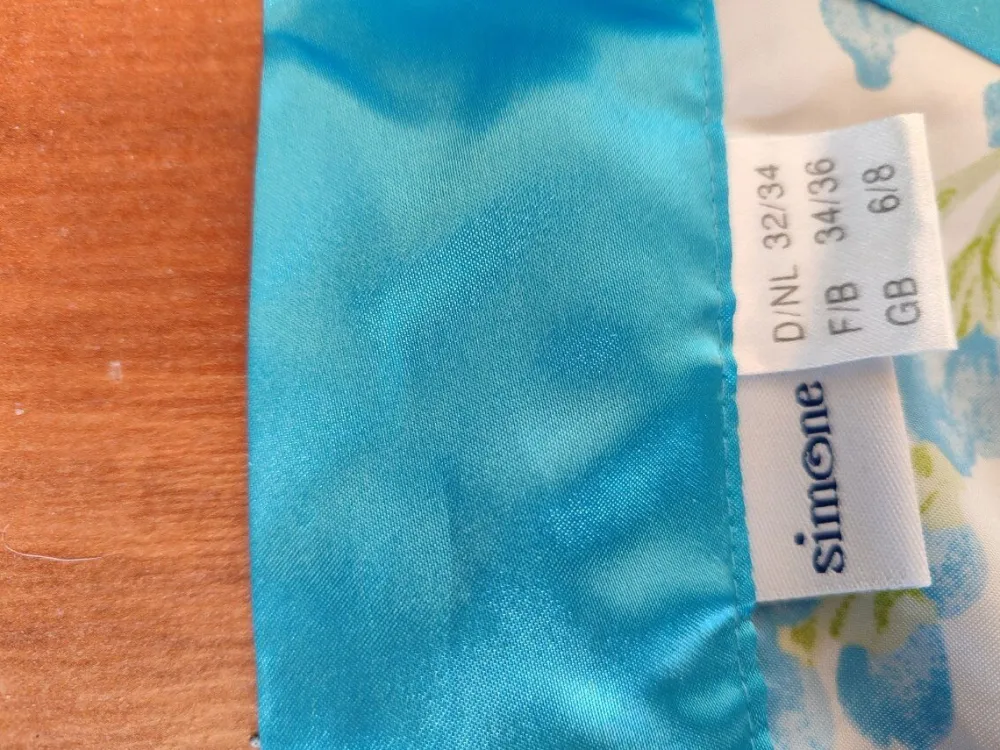 simone
D/NL 32/34
F/B 34/36
GB 6/8